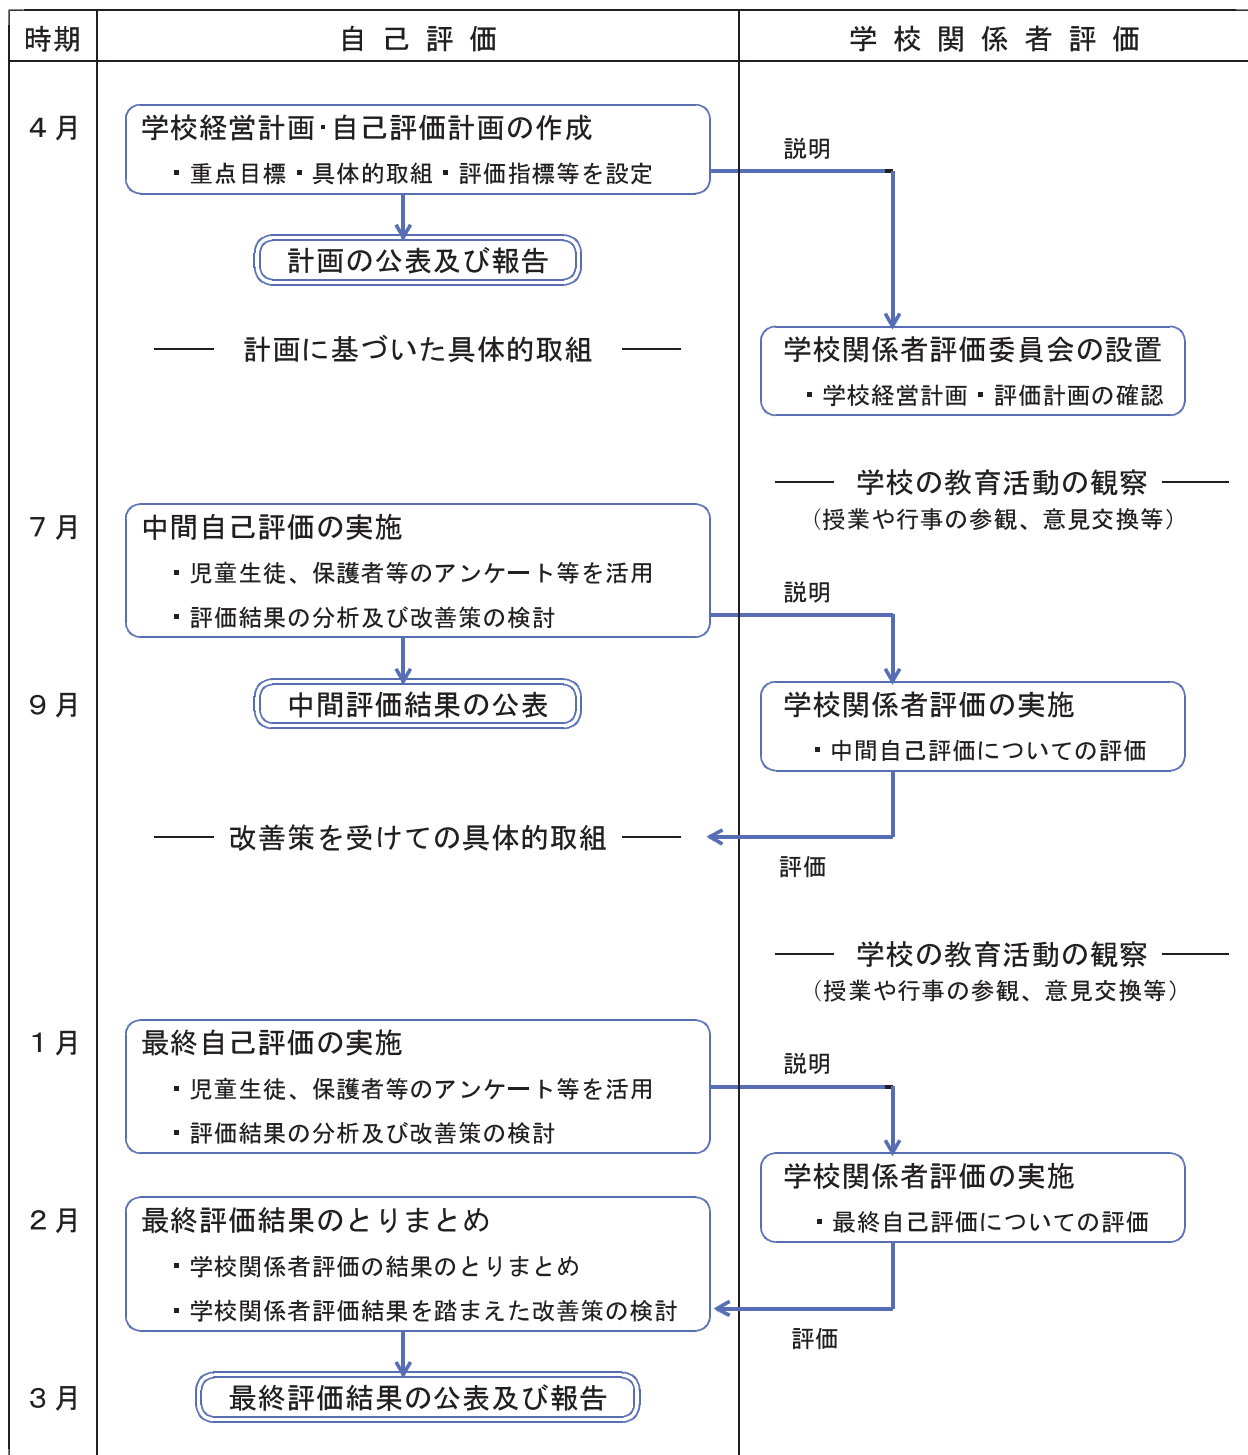 時期
自己評価
学校関係者評価
4月
学校経営計画・自己評価計画の作成
・重点目標・具体的取組・評価指標等を設定
説明
計画の公表及び報告
計画に基づいた具体的取組
学校関係者評価委員会の設置
・学校経営計画・評価計画の確認
学校の教育活動の観察
（授業や行事の参観、意見交換等）
7月
中間自己評価の実施
・児童生徒、保護者等のアンケート等を活用
・評価結果の分析及び改善策の検討
説明
9月
中間評価結果の公表
学校関係者評価の実施
・中間自己評価についての評価
改善策を受けての具体的取組
評価
学校の教育活動の観察
（授業や行事の参観、意見交換等）
1月
最終自己評価の実施
・児童生徒、保護者等のアンケート等を活用
・評価結果の分析及び改善策の検討
説明
学校関係者評価の実施
・最終自己評価についての評価
2月
最終評価結果のとりまとめ
・学校関係者評価の結果のとりまとめ
・学校関係者評価結果を踏まえた改善策の検討
評価
3月
最終評価結果の公表及び報告